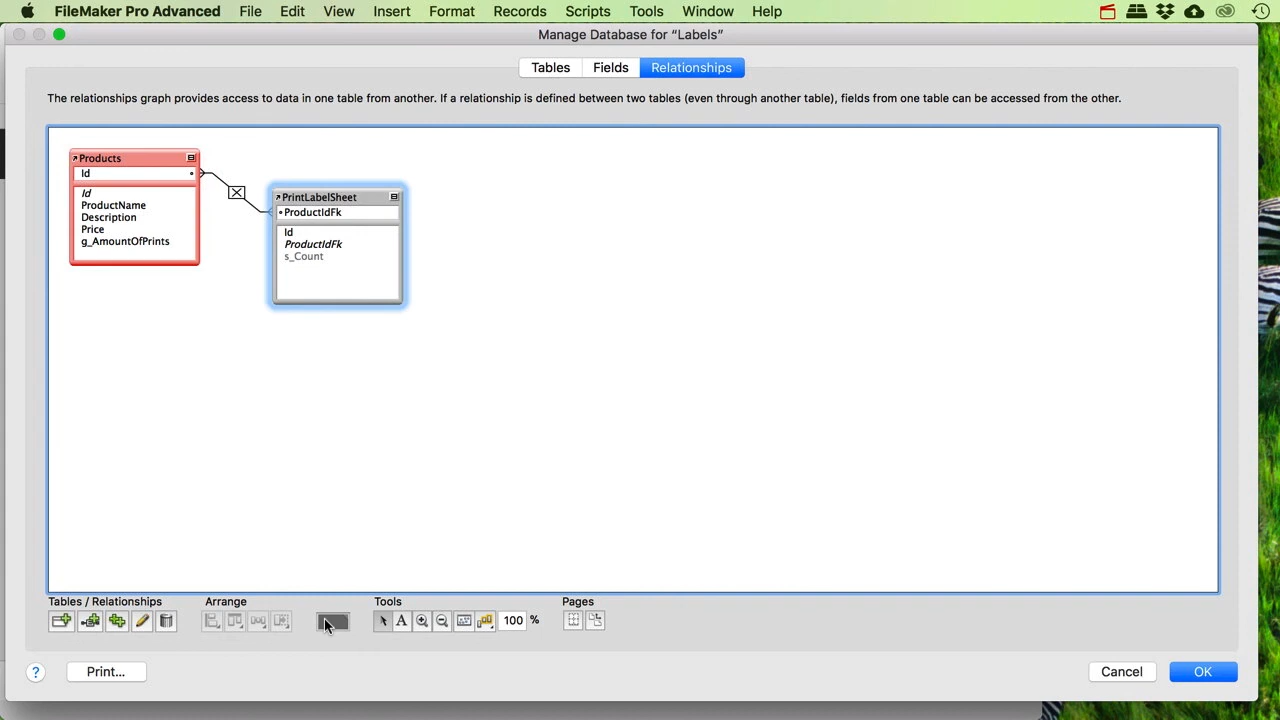 FileMaker Pro Advanced File Edit View Insert Format Records Scripts Tools Window Help
Manage Database for “Labels”
Tables Fields Relationships
The relationships graph provides access to data in one table from another. If a relationship is defined between two tables (even through another table), fields from one table can be accessed from the other.
Products
Id
Id
ProductName
Description
Price
g_AmountOfPrints
PrintLabelSheet
ProductIdFk
Id
ProductIdFk
s_Count
Tables / Relationships Arrange Tools Pages
A 100 %
? Print... Cancel OK